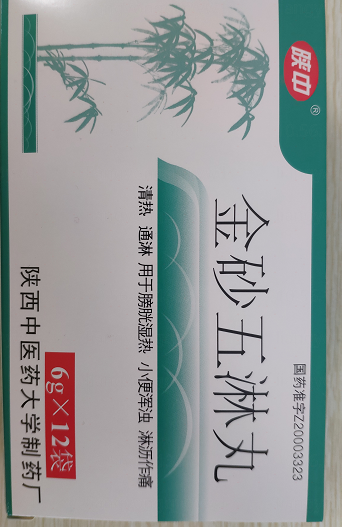 陕中®
国药准字Z20003323
金砂五淋丸
清热 通淋 用于膀胱湿热 小便浑浊 淋沥作痛
6g×12袋
陕西中医药大学制药厂